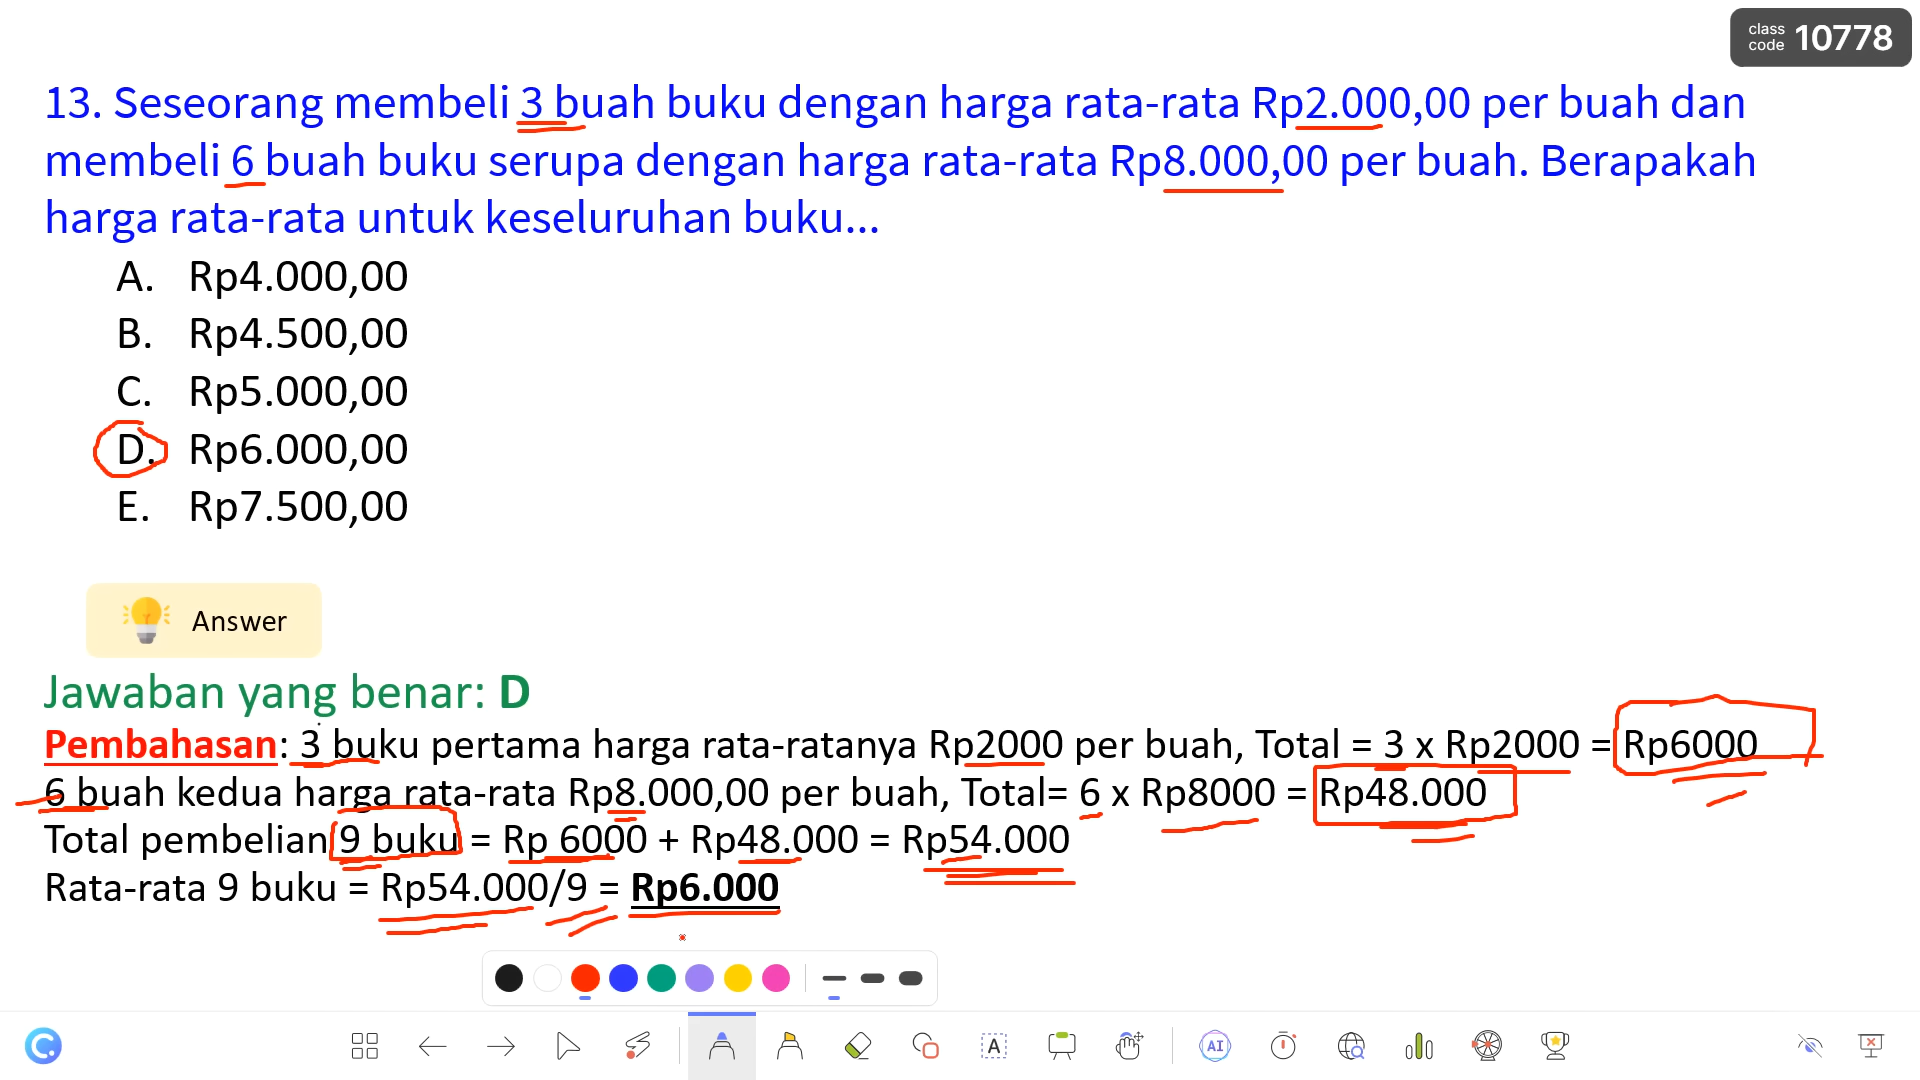 class
code 10778
13. Seseorang membeli 3 buah buku dengan harga rata-rata Rp2.000,00 per buah dan
membeli 6 buah buku serupa dengan harga rata-rata Rp8.000,00 per buah. Berapakah
harga rata-rata untuk keseluruhan buku...
A. Rp4.000,00
B. Rp4.500,00
C. Rp5.000,00
D. Rp6.000,00
E. Rp7.500,00
Answer
Jawaban yang benar: D
Pembahasan: 3 buku pertama harga rata-ratanya Rp2000 per buah, Total = 3 x Rp2000 = Rp6000
6 buah kedua harga rata-rata Rp8.000,00 per buah, Total= 6 x Rp8000 = Rp48.000
Total pembelian 9 buku = Rp 6000 + Rp48.000 = Rp54.000
Rata-rata 9 buku = Rp54.000/9 = Rp6.000
A
AI